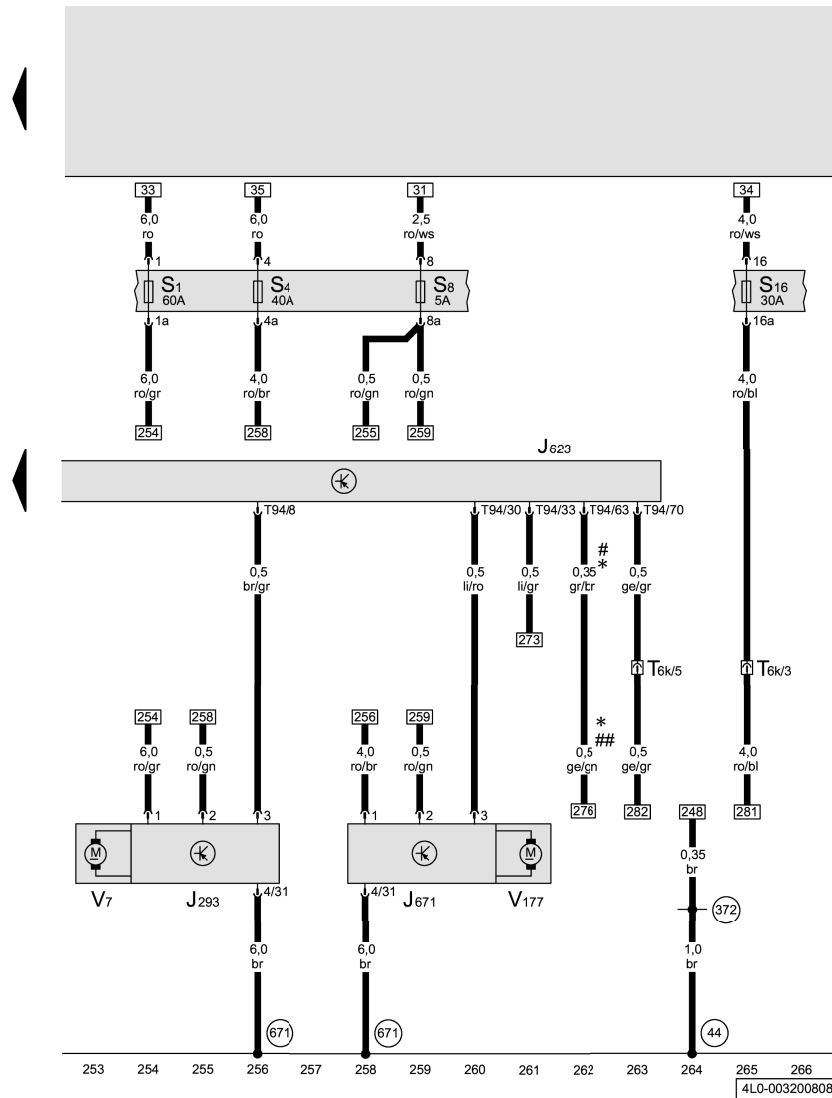 33 35 31 34
6,0 6,0 2,5 4,0
ro ro ro/ws ro/ws
1 4 8 16
S1 S4 S8 S16
60A 40A 5A 30A
1a 4a 8a 16a
6,0 4,0 0,5 0,5 4,0
ro/gr ro/br ro/gn ro/gn ro/bl
254 258 255 259
J623
T94/8 T94/30 T94/33 T94/63 T94/70
#
*
0,5 0,5 0,5 0,35 0,5
br/gr li/ro li/gr gr/br ge/gr
273
T6k/5 T6k/3
254 258 256 259
*
##
6,0 0,5 4,0 0,5 0,5 0,5 4,0
ro/gr ro/gn ro/br ro/gn ge/gn ge/gr ro/bl
276 282 248 281
1 2 3 1 2 3
M M
0,35
br
4/31 4/31
V7 J293 J671 V177
372
6,0 6,0 1,0
br br br
671 671 44
253 254 255 256 257 258 259 260 261 262 263 264 265 266
4L0-003200808